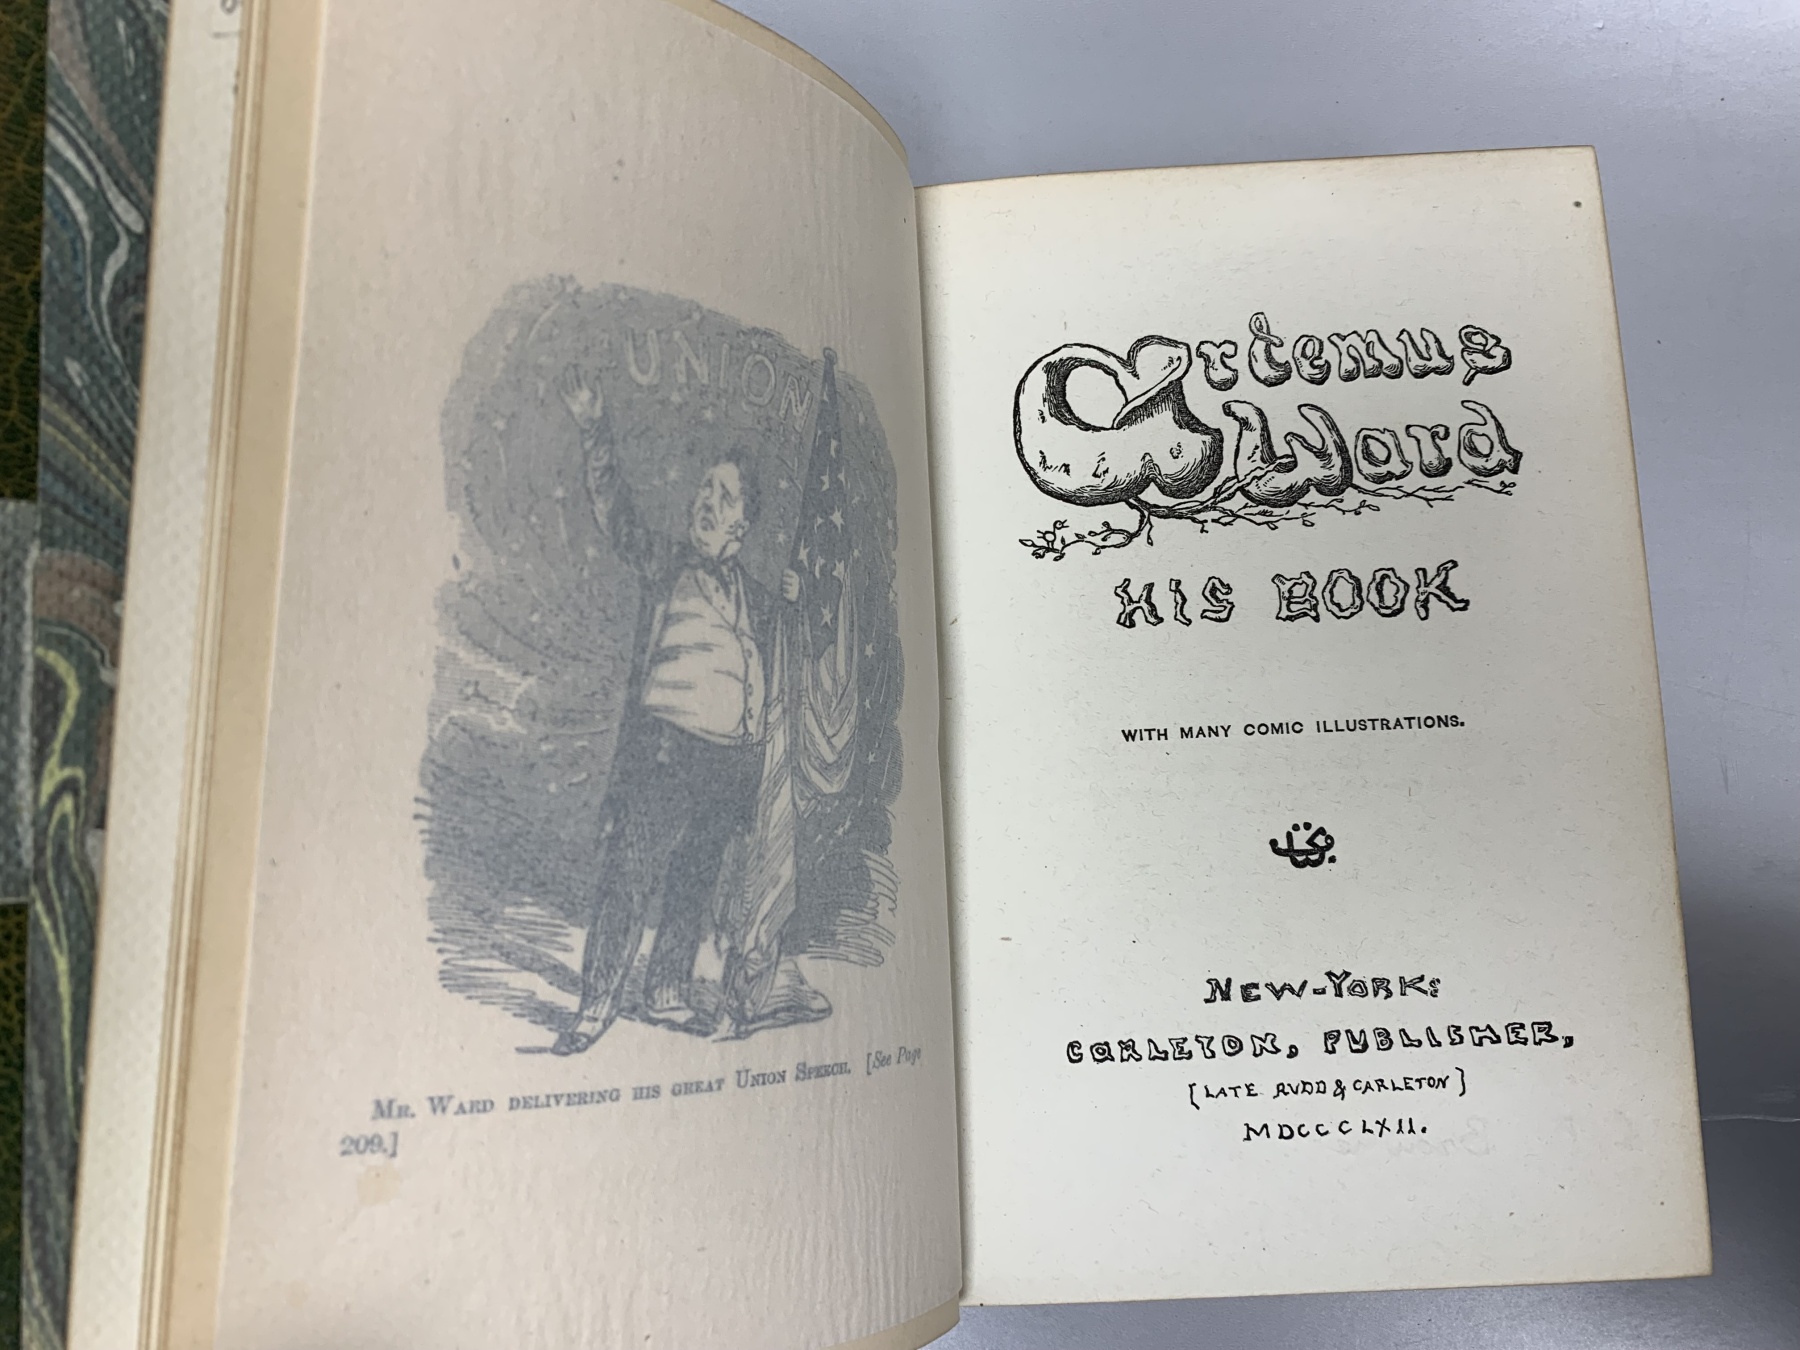 UNION
Mr. Ward delivering his great Union Speech. [See Page
209.]
Artemus
Ward
HIS BOOK
WITH MANY COMIC ILLUSTRATIONS.
NEW-YORK:
CARLETON, PUBLISHER,
[LATE RUDD & CARLETON]
MDCCCLXII.